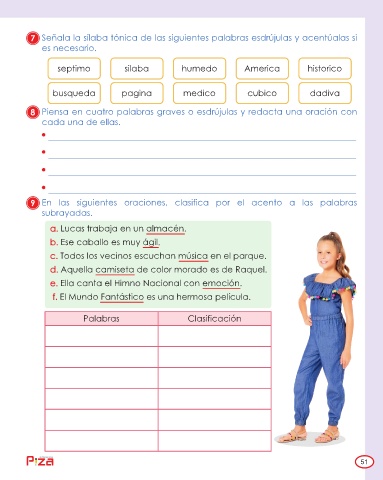 7 Señala la sílaba tónica de las siguientes palabras esdrújulas y acentúalas si
es necesario.
septimo silaba humedo America historico
busqueda pagina medico cubico dadiva
8 Piensa en cuatro palabras graves o esdrújulas y redacta una oración con
cada una de ellas.
9 En las siguientes oraciones, clasifica por el acento a las palabras
subrayadas.
a. Lucas trabaja en un almacén.
b. Ese caballo es muy ágil.
c. Todos los vecinos escuchan música en el parque.
d. Aquella camiseta de color morado es de Raquel.
e. Ella canta el Himno Nacional con emoción.
f. El Mundo Fantástico es una hermosa película.
Palabras Clasificación
Piza
51